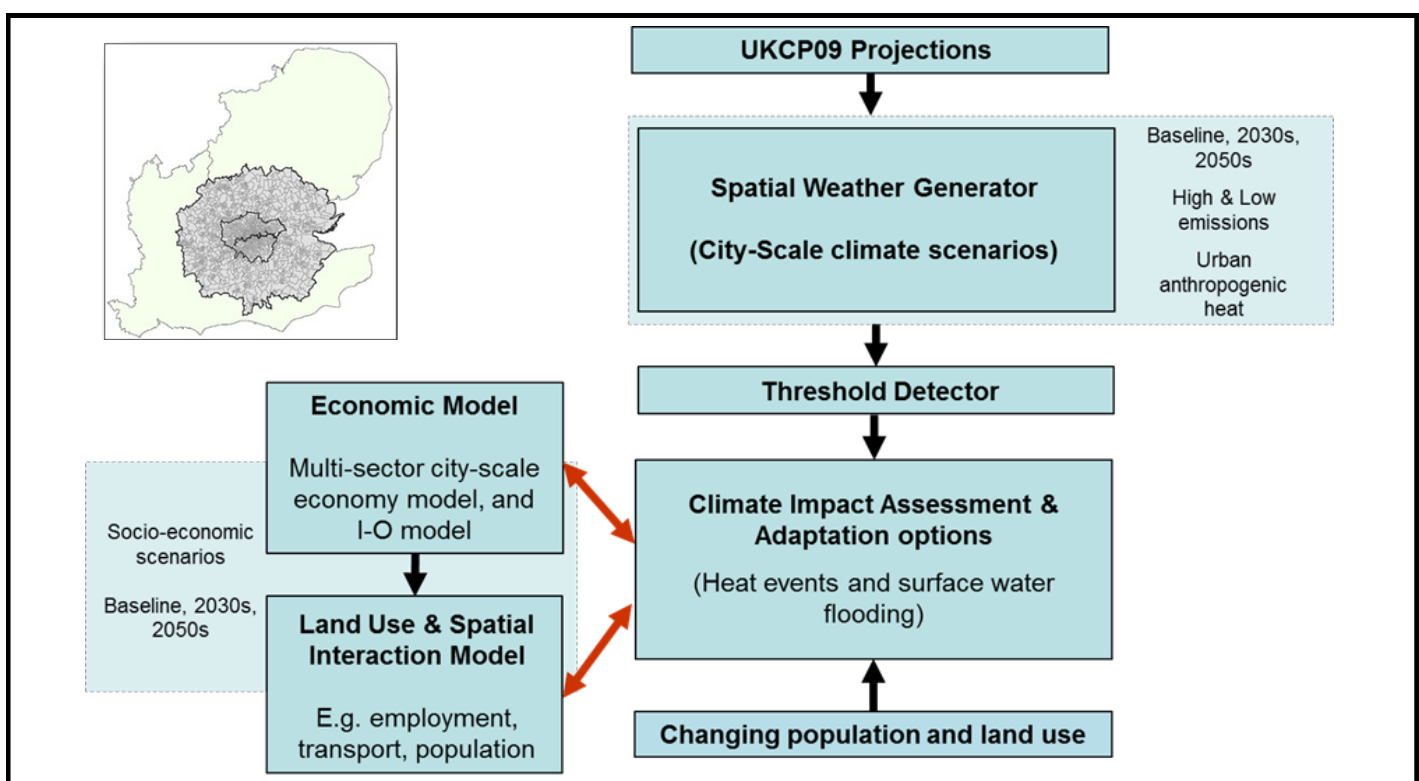 UKCP09 Projections
Spatial Weather Generator
(City-Scale climate scenarios)
Baseline, 2030s,
2050s
High & Low
emissions
Urban
anthropogenic
heat
Threshold Detector
Economic Model
Multi-sector city-scale
economy model, and
I-O model
Socio-economic
scenarios
Baseline, 2030s,
2050s
Land Use & Spatial
Interaction Model
E.g. employment,
transport, population
Climate Impact Assessment &
Adaptation options
(Heat events and surface water
flooding)
Changing population and land use